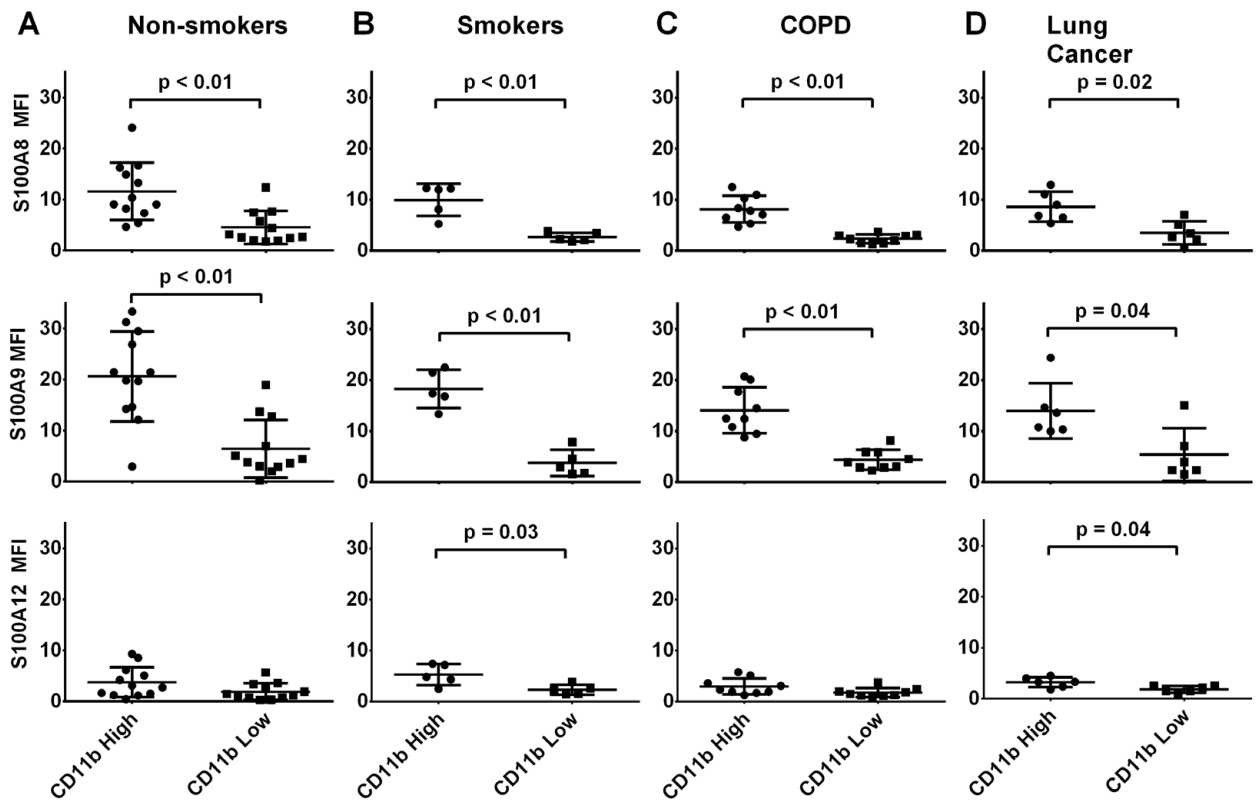 A Non-smokers B Smokers C COPD D Lung
Cancer
p < 0.01 p < 0.01 p < 0.01 p = 0.02
S100A8 MFI
30 30 30 30
20 20 20 20
10 10 10 10
0 0 0 0
p < 0.01 p < 0.01 p < 0.01 p = 0.04
S100A9 MFI
30 30 30 30
20 20 20 20
10 10 10 10
0 0 0 0
p = 0.03 p = 0.04
S100A12 MFI
30 30 30 30
20 20 20 20
10 10 10 10
0 0 0 0
CD11b High CD11b Low CD11b High CD11b Low CD11b High CD11b Low CD11b High CD11b Low